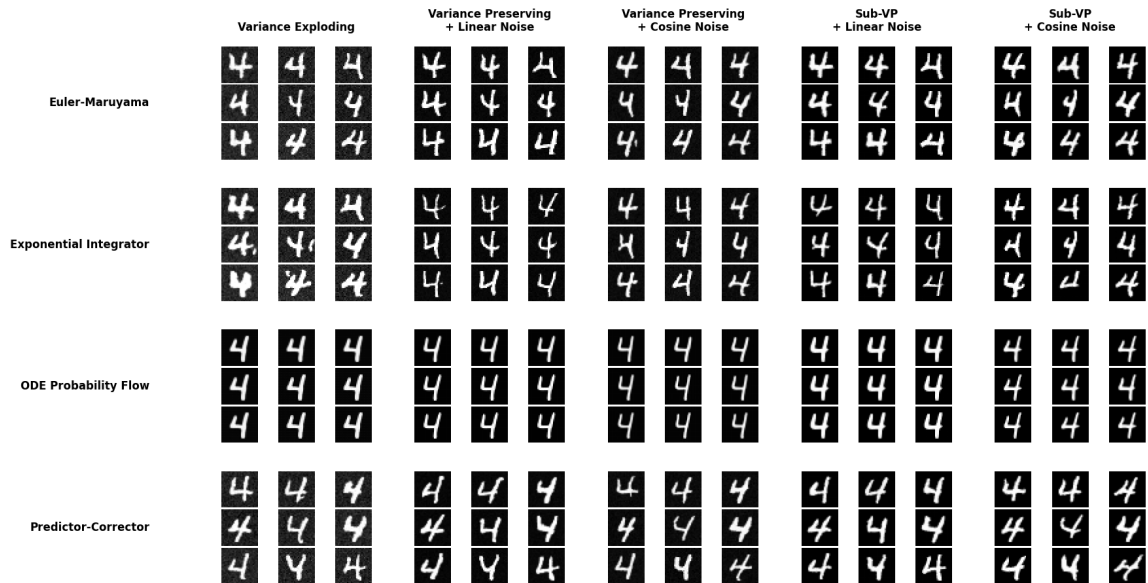 Variance Exploding
Variance Preserving
+ Linear Noise
Variance Preserving
+ Cosine Noise
Sub-VP
+ Linear Noise
Sub-VP
+ Cosine Noise
Euler-Maruyama
Exponential Integrator
ODE Probability Flow
Predictor-Corrector